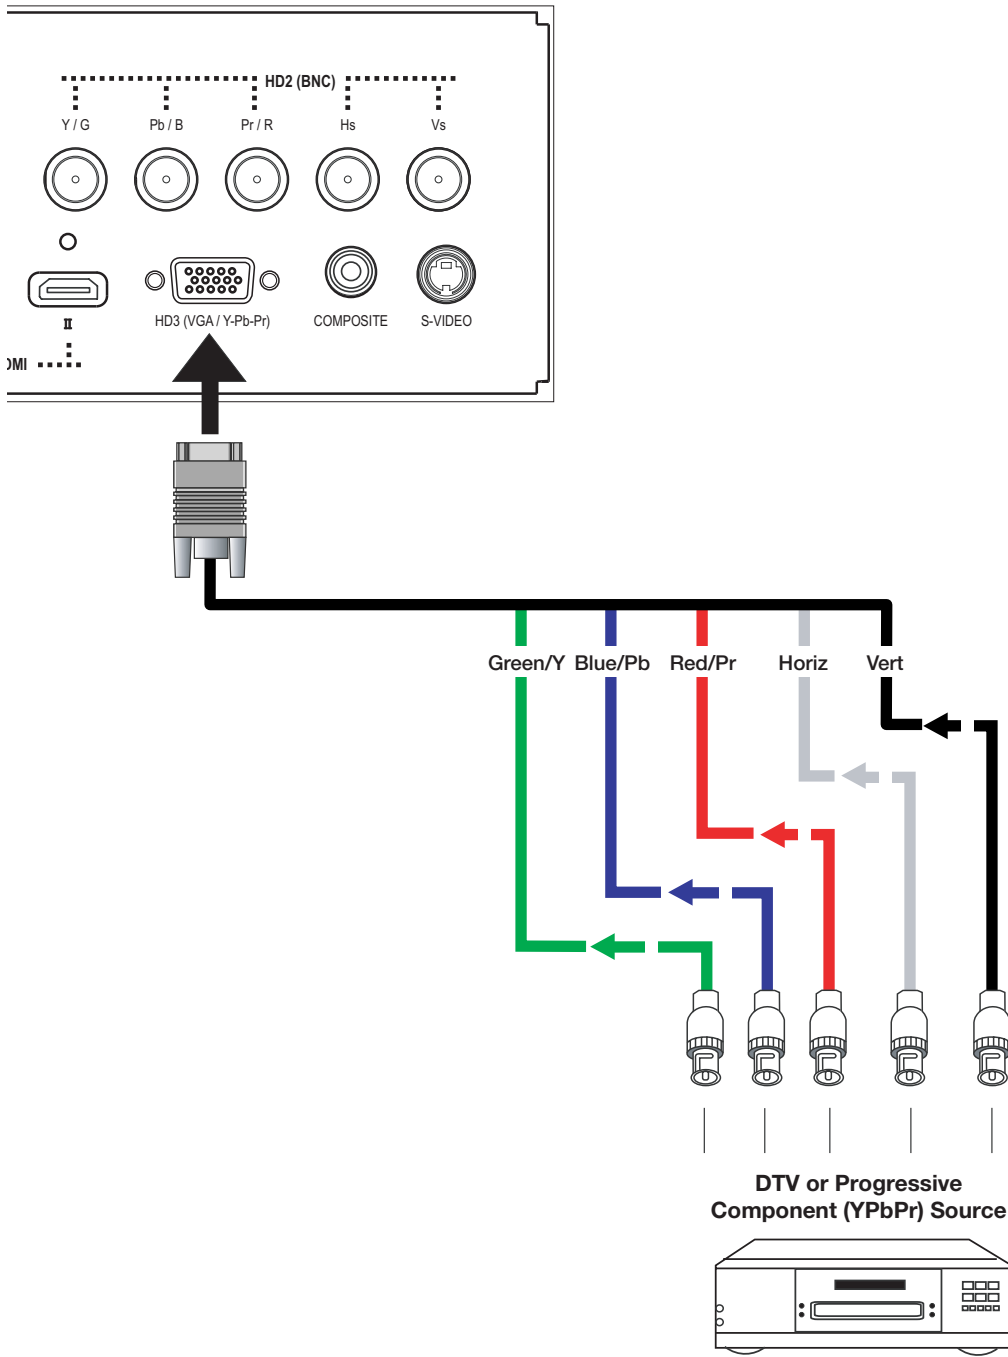 HD2 (BNC)
Y / G Pb / B Pr / R Hs Vs
II HD3 (VGA / Y-Pb-Pr) COMPOSITE S-VIDEO
DMI
Green/Y Blue/Pb Red/Pr Horiz Vert
DTV or Progressive
Component (YPbPr) Source